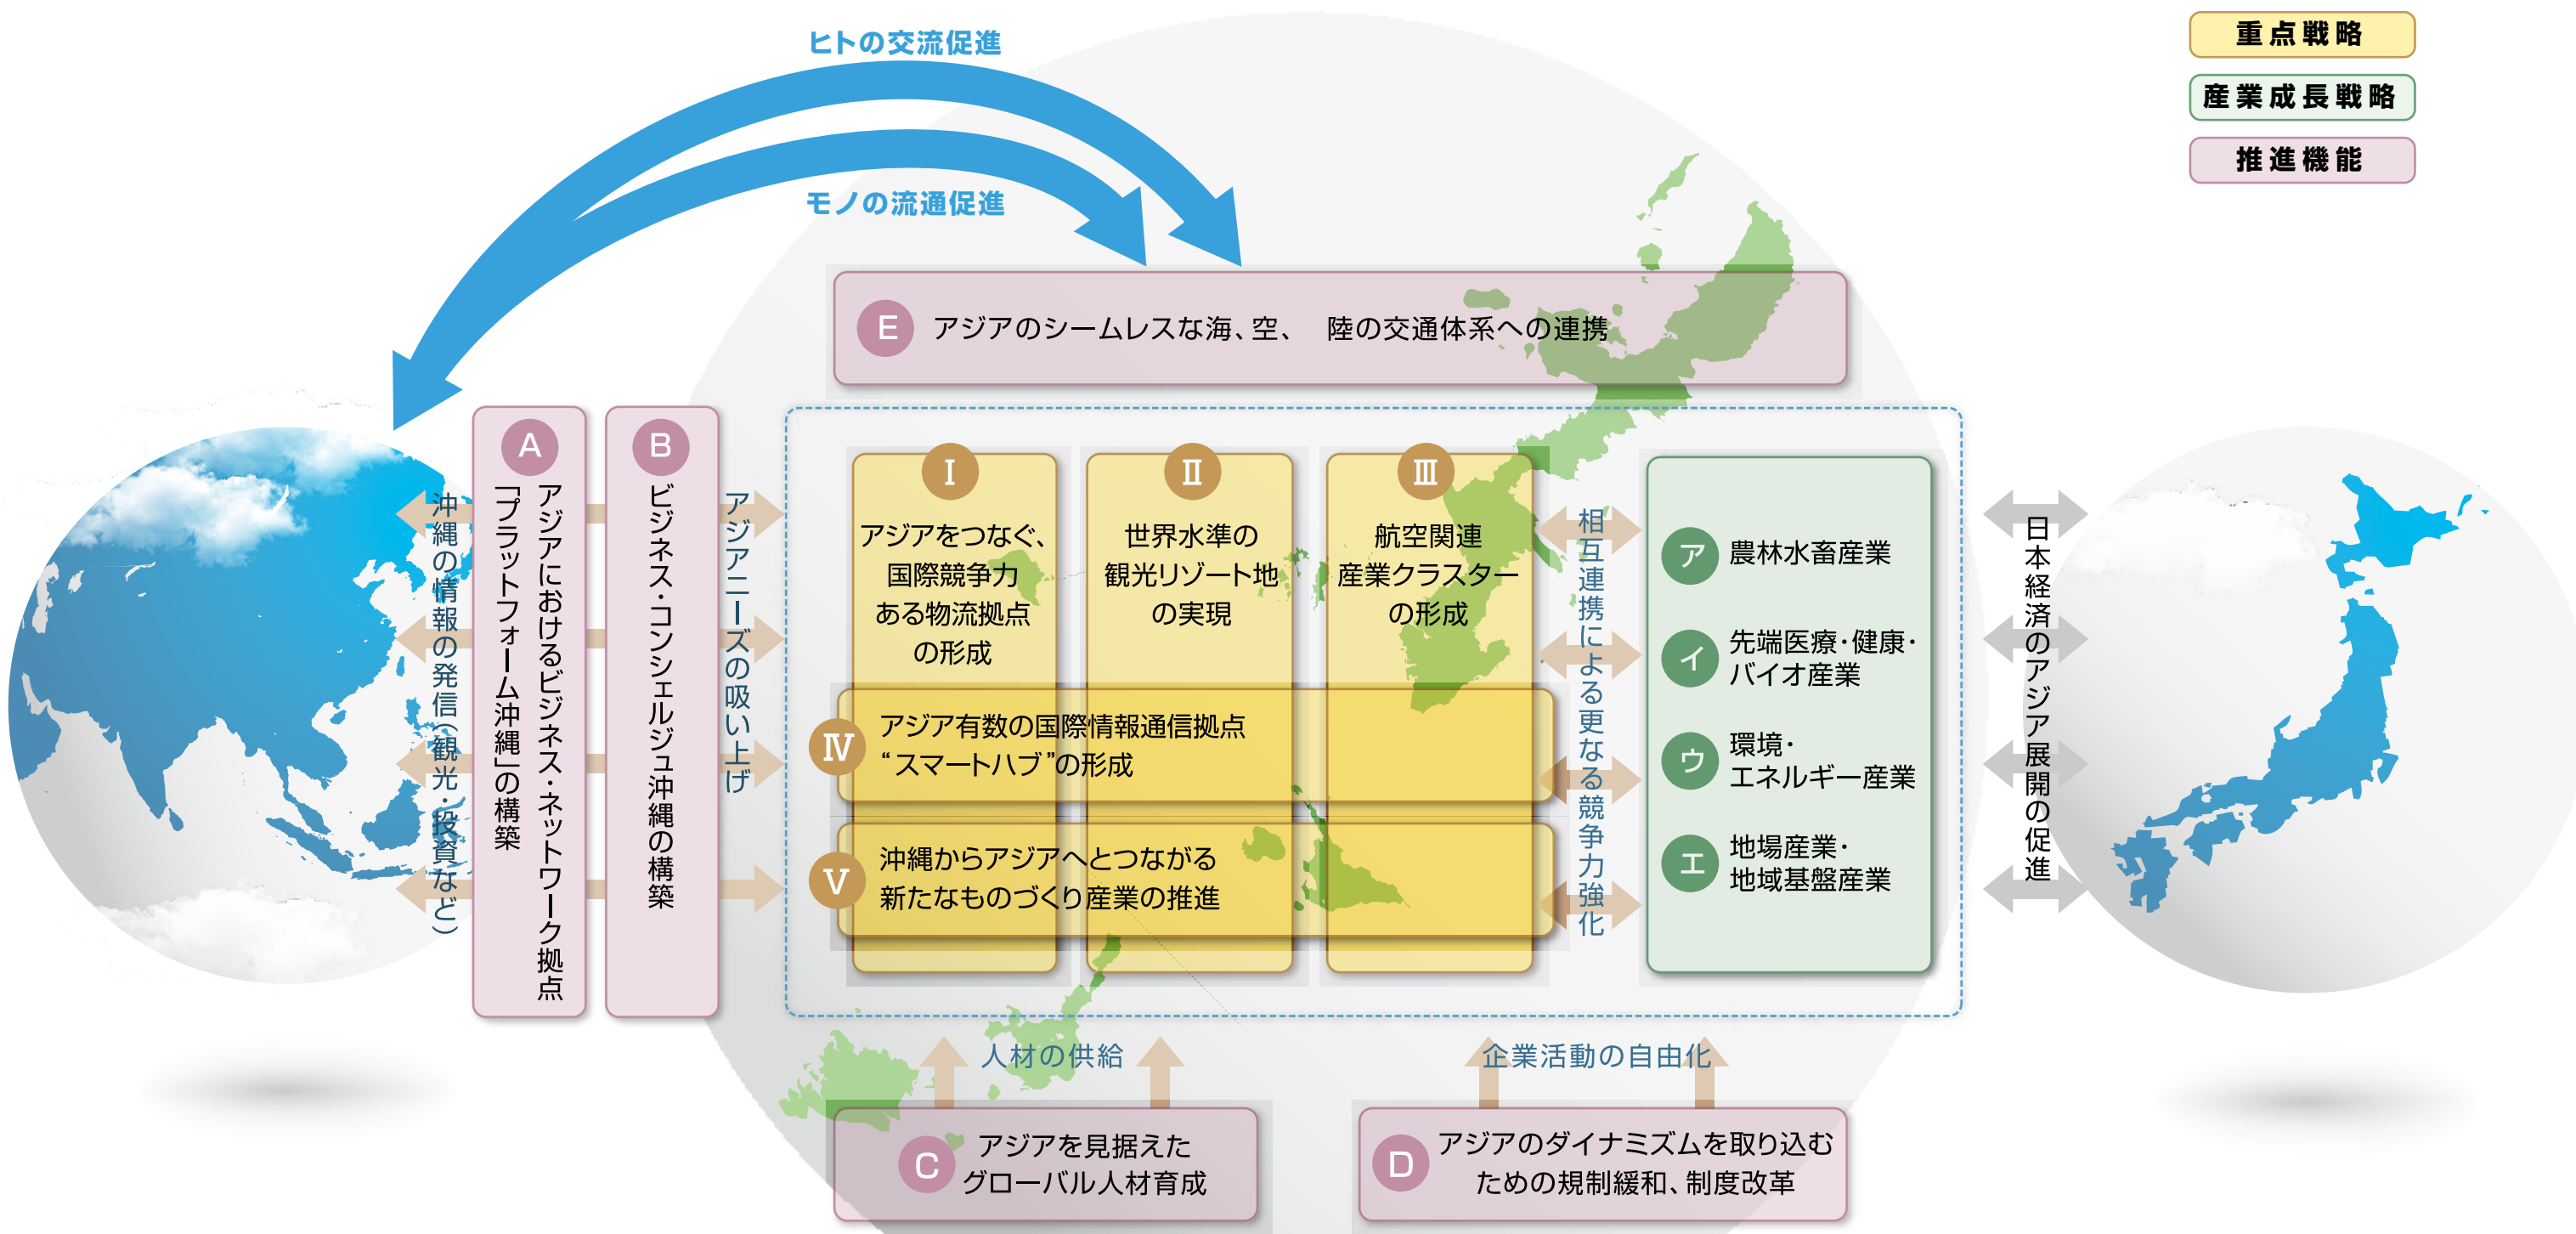 ヒトの交流促進
モノの流通促進
重点戦略
産業成長戦略
推進機能
E
アジアのシームレスな海、空、　陸の交通体系への連携
沖縄の情報の発信（観光・投資など）
A
アジアにおけるビジネス・ネットワーク拠点
「プラットフォーム沖縄」の構築
B
ビジネス・コンシェルジュ沖縄の構築
アジアニーズの吸い上げ
Ⅰ
アジアをつなぐ、
国際競争力
ある物流拠点
の形成
Ⅱ
世界水準の
観光リゾート地
の実現
Ⅲ
航空関連
産業クラスター
の形成
Ⅳ
アジア有数の国際情報通信拠点
“スマートハブ”の形成
Ⅴ
沖縄からアジアへとつながる
新たなものづくり産業の推進
相互連携による更なる競争力強化
ア
農林水畜産業
イ
先端医療・健康・
バイオ産業
ウ
環境・
エネルギー産業
エ
地場産業・
地域基盤産業
日本経済のアジア展開の促進
人材の供給
企業活動の自由化
C
アジアを見据えた
グローバル人材育成
D
アジアのダイナミズムを取り込む
ための規制緩和、制度改革